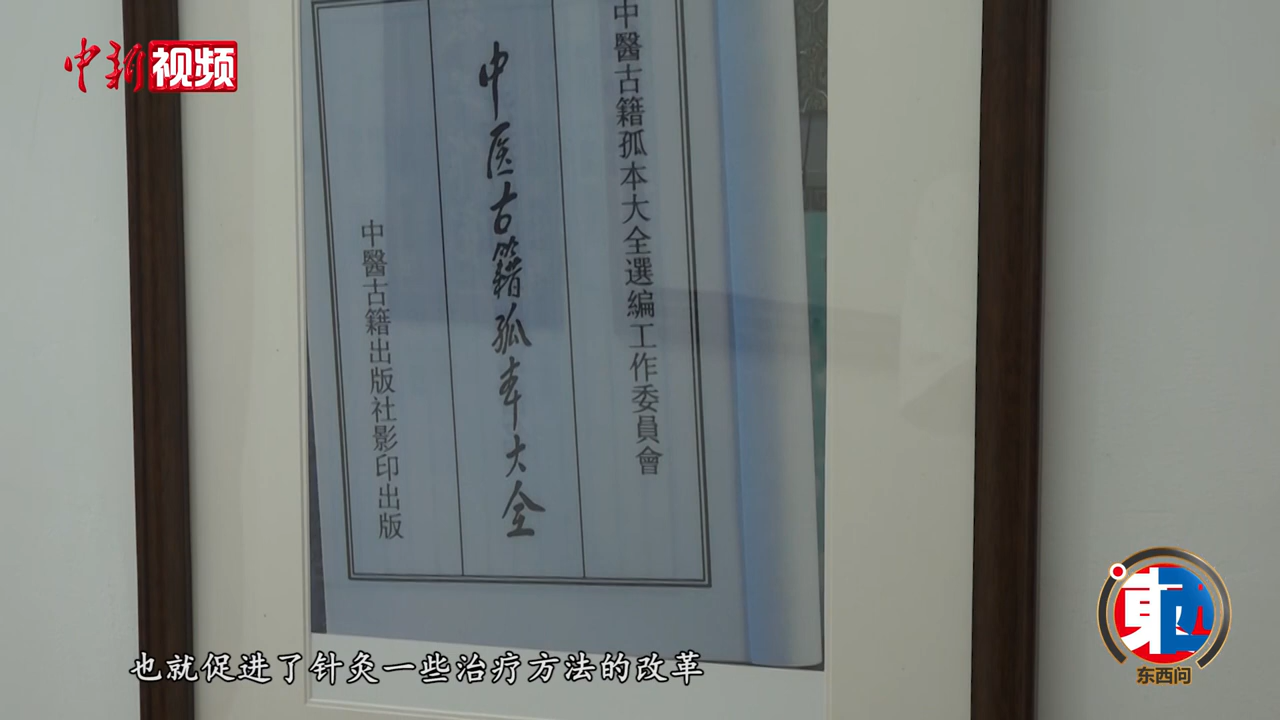 中新视频
中醫古籍孤本大全選編工作委員會
中医古籍孤本大全
中醫古籍出版社影印出版
也就促进了针灸一些治疗方法的改革
东西问